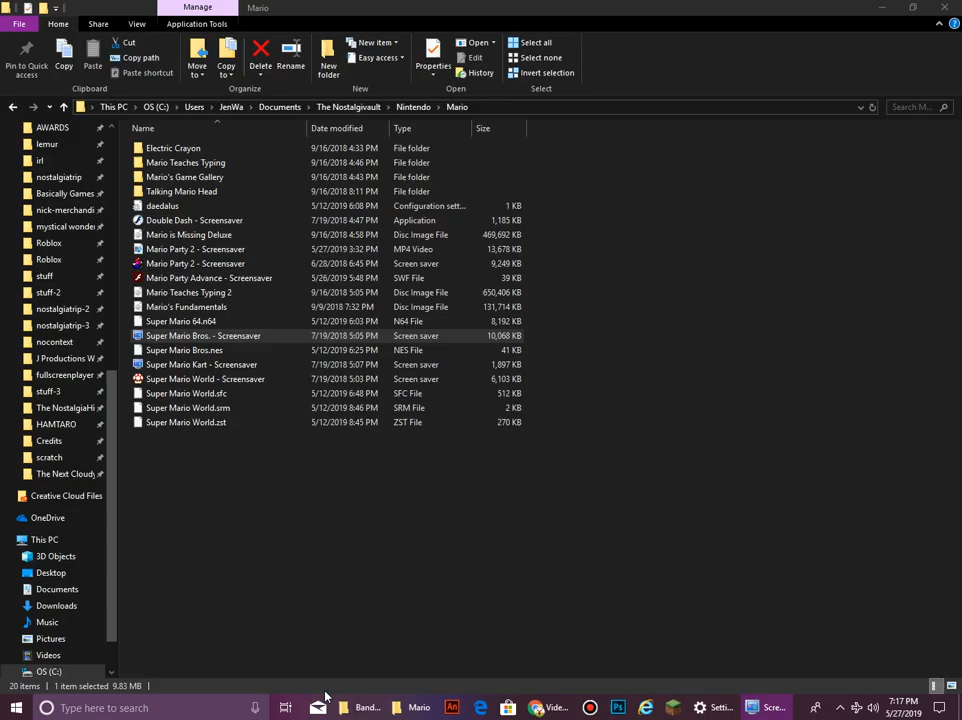 Manage Mario
File Home Share View Application Tools
Pin to Quick access
Copy
Paste
Cut
Copy path
Paste shortcut
Clipboard
Move to
Copy to
Delete
Rename
Organize
New folder
New item
Easy access
New
Properties
Open
Edit
History
Open
Select all
Select none
Invert selection
Select
This PC > OS (C:) > Users > JenWa > Documents > The Nostalgivault > Nintendo > Mario
Search M...
Name Date modified Type Size
AWARDS
lemur
irl
nostalgiatrip
Basically Games
nick-merchandi
mystical wonde
Roblox
Roblox
stuff
stuff-2
nostalgiatrip-2
nostalgiatrip-3
nocontext
J Productions W
fullscreenplayer
stuff-3
The NostalgiaHi
HAMTARO
Credits
scratch
The Next Cloudy
Creative Cloud Files
OneDrive
This PC
3D Objects
Desktop
Documents
Downloads
Music
Pictures
Videos
OS (C:)
Electric Crayon 9/16/2018 4:33 PM File folder
Mario Teaches Typing 9/16/2018 4:46 PM File folder
Mario's Game Gallery 9/16/2018 4:43 PM File folder
Talking Mario Head 9/16/2018 8:11 PM File folder
daedalus 5/12/2019 6:08 PM Configuration sett... 1 KB
Double Dash - Screensaver 7/19/2018 4:47 PM Application 1,185 KB
Mario is Missing Deluxe 9/16/2018 4:58 PM Disc Image File 469,692 KB
Mario Party 2 - Screensaver 5/27/2019 3:32 PM MP4 Video 13,678 KB
Mario Party 2 - Screensaver 6/28/2018 6:45 PM Screen saver 9,249 KB
Mario Party Advance - Screensaver 5/26/2019 5:48 PM SWF File 39 KB
Mario Teaches Typing 2 9/16/2018 5:05 PM Disc Image File 650,406 KB
Mario's Fundamentals 9/9/2018 7:32 PM Disc Image File 131,714 KB
Super Mario 64.n64 5/12/2019 6:03 PM N64 File 8,192 KB
Super Mario Bros. - Screensaver 7/19/2018 5:05 PM Screen saver 10,068 KB
Super Mario Bros.nes 5/12/2019 6:25 PM NES File 41 KB
Super Mario Kart - Screensaver 7/19/2018 5:07 PM Screen saver 1,897 KB
Super Mario World - Screensaver 7/19/2018 5:03 PM Screen saver 6,103 KB
Super Mario World.sfc 5/12/2019 6:48 PM SFC File 512 KB
Super Mario World.srm 5/12/2019 8:46 PM SRM File 2 KB
Super Mario World.zst 5/12/2019 8:45 PM ZST File 270 KB
20 items | 1 item selected 9.83 MB |
Type here to search
Band...
Mario
An
Ps
Vide...
Setti...
Scre...
7:17 PM
5/27/2019